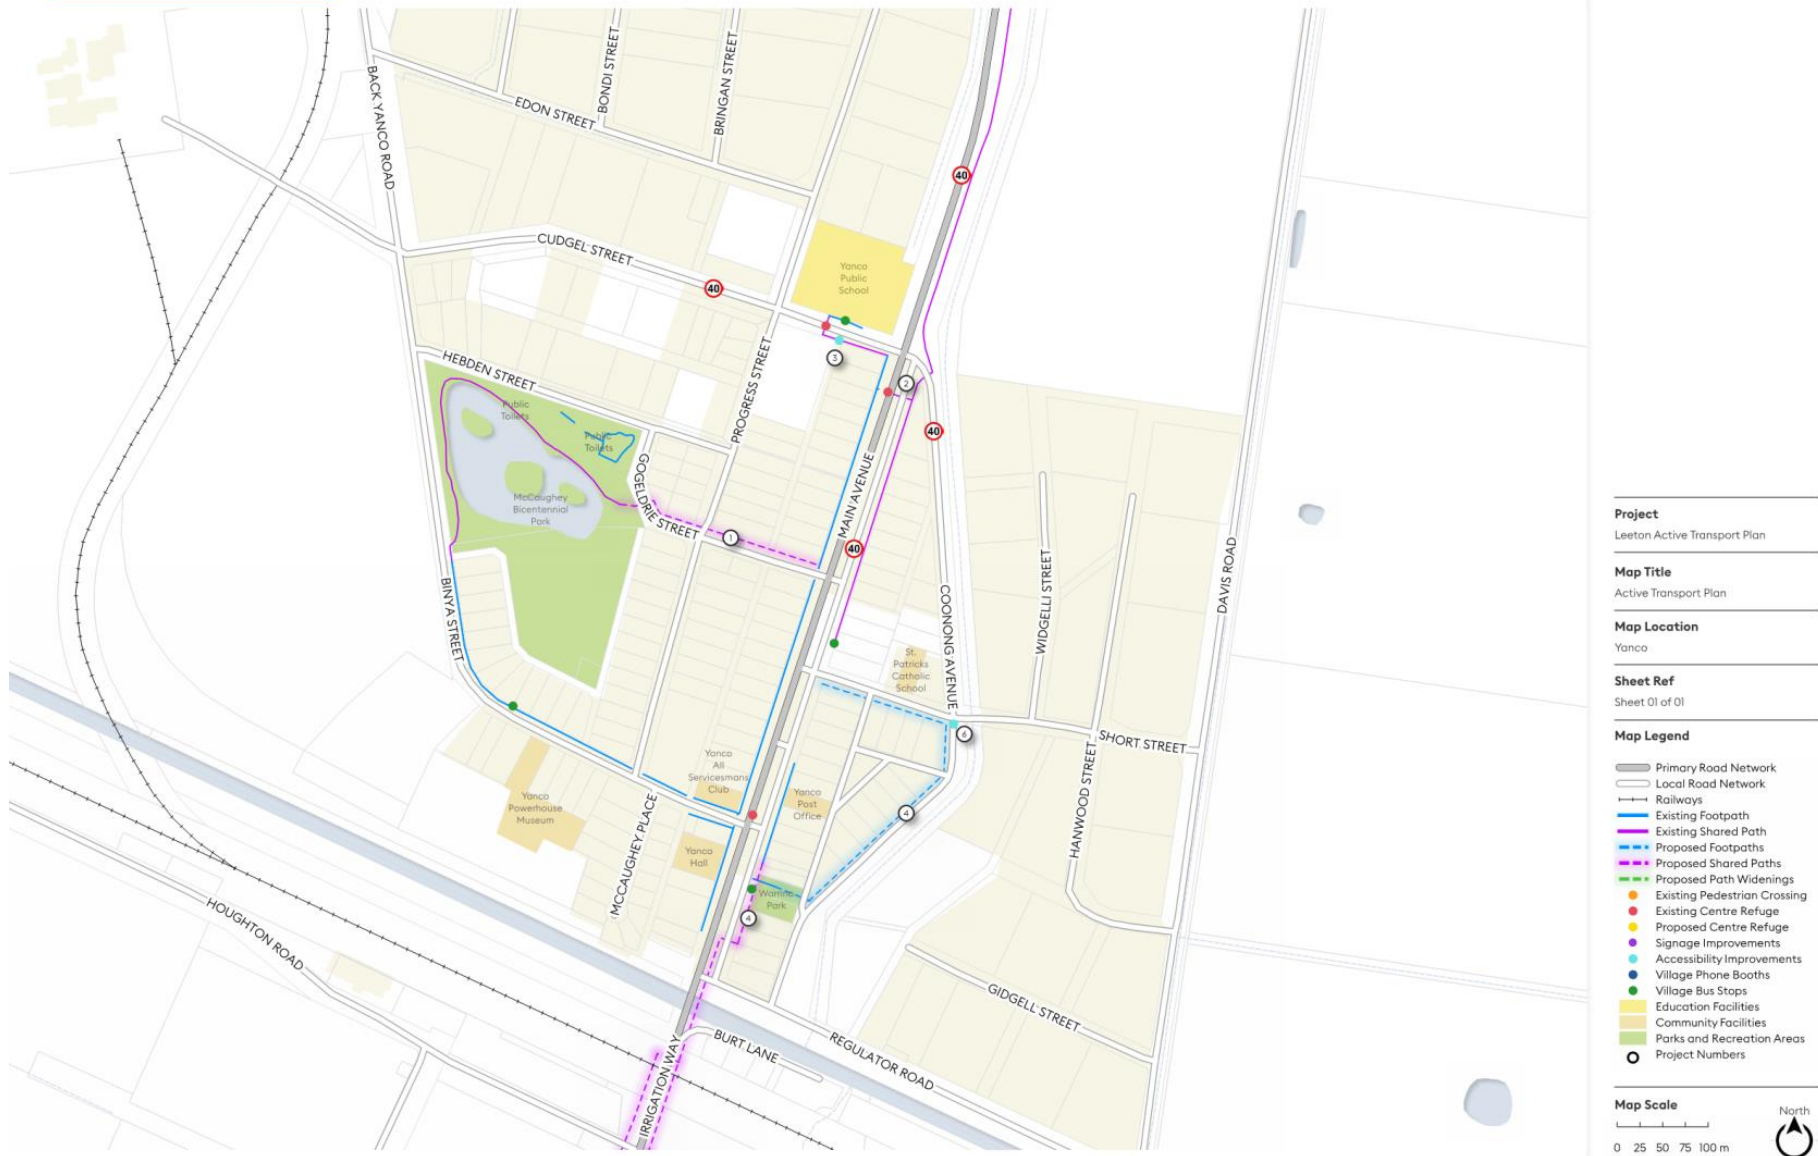 BACK YANCO ROAD
EDON STREET
BONDI STREET
BRINGAN STREET
40
CUDGEL STREET
40
Yanco
Public
School
3
2
HEBDEN STREET
PROGRESS STREET
Public
Toilets
Public
Toilets
40
McCaughey
Bicentennial
Park
GOGELDRIE STREET
1
MAIN AVENUE
40
BINYA STREET
COONONG AVENUE
WIDGELLI STREET
DAVIS ROAD
St.
Patricks
Catholic
School
6
SHORT STREET
HANWOOD STREET
Yanco
All
Servicesmans
Club
Yanco
Post
Office
4
Yanco
Powerhouse
Museum
MCCAUGHEY PLACE
Yanco
Hall
Park
4
HOUGHTON ROAD
GIDGELL STREET
IRRIGATION WAY
BURT LANE
REGULATOR ROAD
Project
Leeton Active Transport Plan
Map Title
Active Transport Plan
Map Location
Yanco
Sheet Ref
Sheet 01 of 01
Map Legend
Primary Road Network
Local Road Network
Railways
Existing Footpath
Existing Shared Path
Proposed Footpaths
Proposed Shared Paths
Proposed Path Widenings
Existing Pedestrian Crossing
Existing Centre Refuge
Proposed Centre Refuge
Signage Improvements
Accessibility Improvements
Village Phone Booths
Village Bus Stops
Education Facilities
Community Facilities
Parks and Recreation Areas
Project Numbers
Map Scale
North
0 25 50 75 100 m